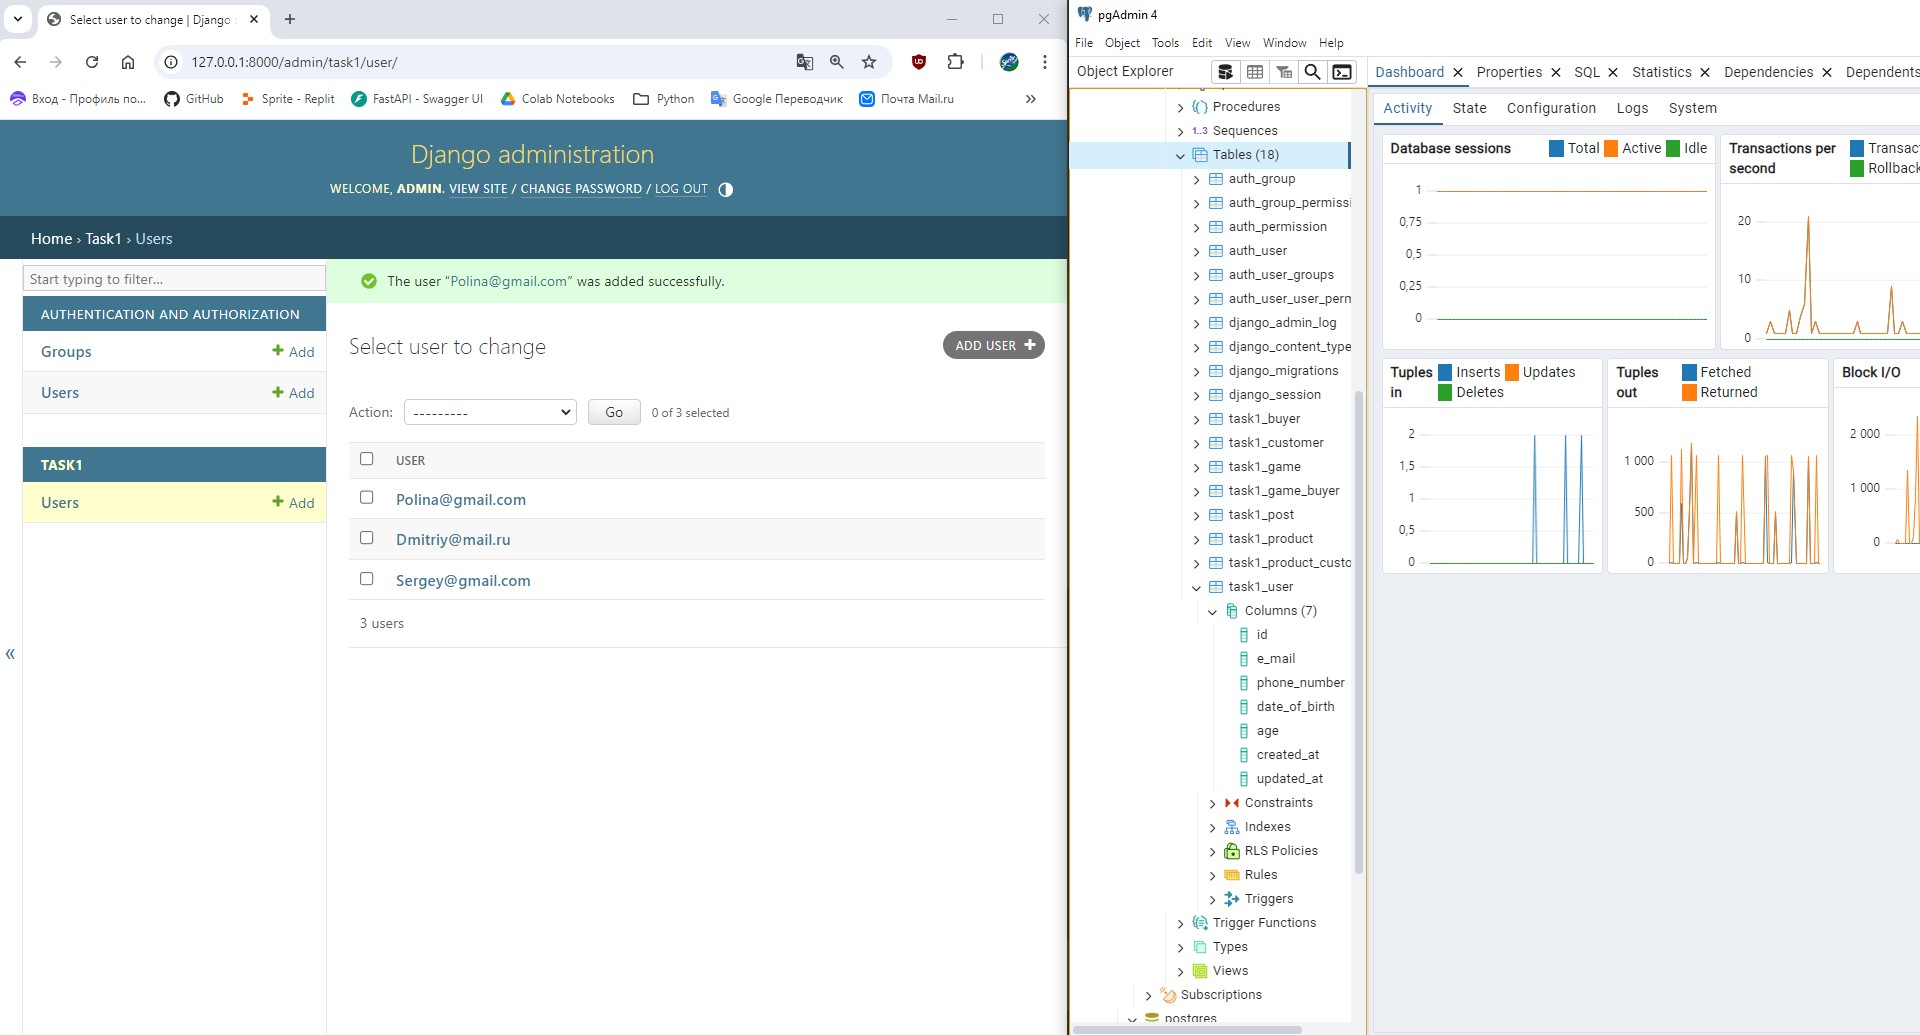 Select user to change | Django
127.0.0.1:8000/admin/task1/user/
Вход - Профиль по...
GitHub
Sprite - Replit
FastAPI - Swagger UI
Colab Notebooks
Python
Google Переводчик
Почта Mail.ru
»
Django administration
WELCOME, ADMIN. VIEW SITE / CHANGE PASSWORD / LOG OUT
Home › Task1 › Users
Start typing to filter...
AUTHENTICATION AND AUTHORIZATION
Groups
Add
Users
Add
TASK1
Users
Add
«
The user “Polina@gmail.com” was added successfully.
Select user to change
ADD USER
Action:
---------
Go
0 of 3 selected
USER
Polina@gmail.com
Dmitriy@mail.ru
Sergey@gmail.com
3 users
pgAdmin 4
File Object Tools Edit View Window Help
Object Explorer
Procedures
1..3 Sequences
Tables (18)
auth_group
auth_group_permissi
auth_permission
auth_user
auth_user_groups
auth_user_user_perm
django_admin_log
django_content_type
django_migrations
django_session
task1_buyer
task1_customer
task1_game
task1_game_buyer
task1_post
task1_product
task1_product_custo
task1_user
Columns (7)
id
e_mail
phone_number
date_of_birth
age
created_at
updated_at
Constraints
Indexes
RLS Policies
Rules
Triggers
Trigger Functions
Types
Views
Subscriptions
postgres
Dashboard
Properties
SQL
Statistics
Dependencies
Dependents
Activity State Configuration Logs System
Database sessions
Total Active Idle
1
0,75
0,5
0,25
0
Transactions per
second
Transac
Rollback
20
10
0
Tuples
in
Inserts Updates
Deletes
2
1,5
1
0,5
0
Tuples
out
Fetched
Returned
1 000
500
0
Block I/O
2 000
1 000
0